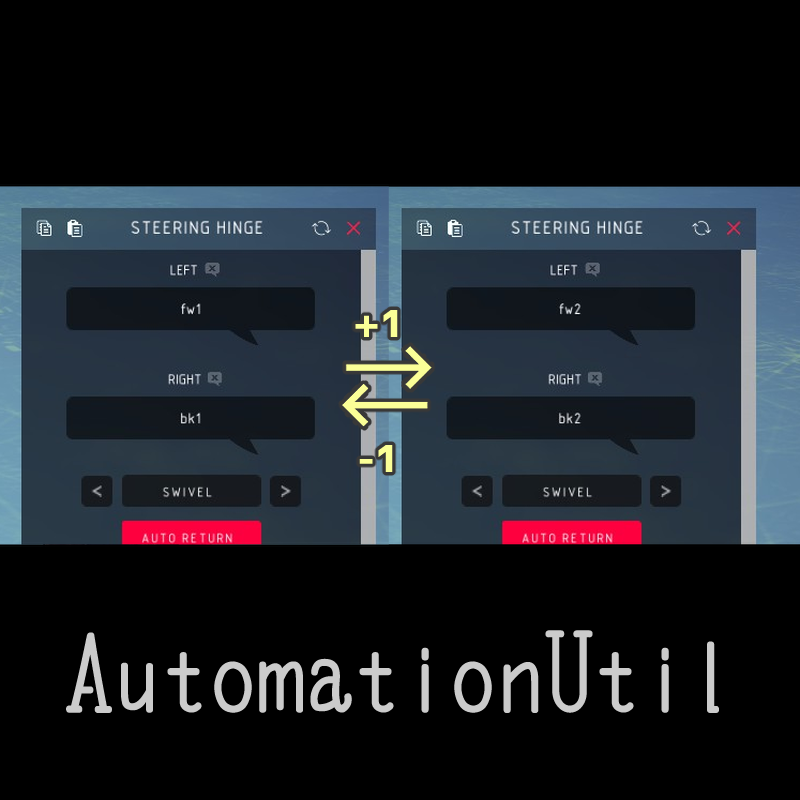 STEERING HINGE
LEFT
fw1
RIGHT
bk1
< SWIVEL >
AUTO RETURN
+1
-1
STEERING HINGE
LEFT
fw2
RIGHT
bk2
< SWIVEL >
AUTO RETURN
AutomationUtil